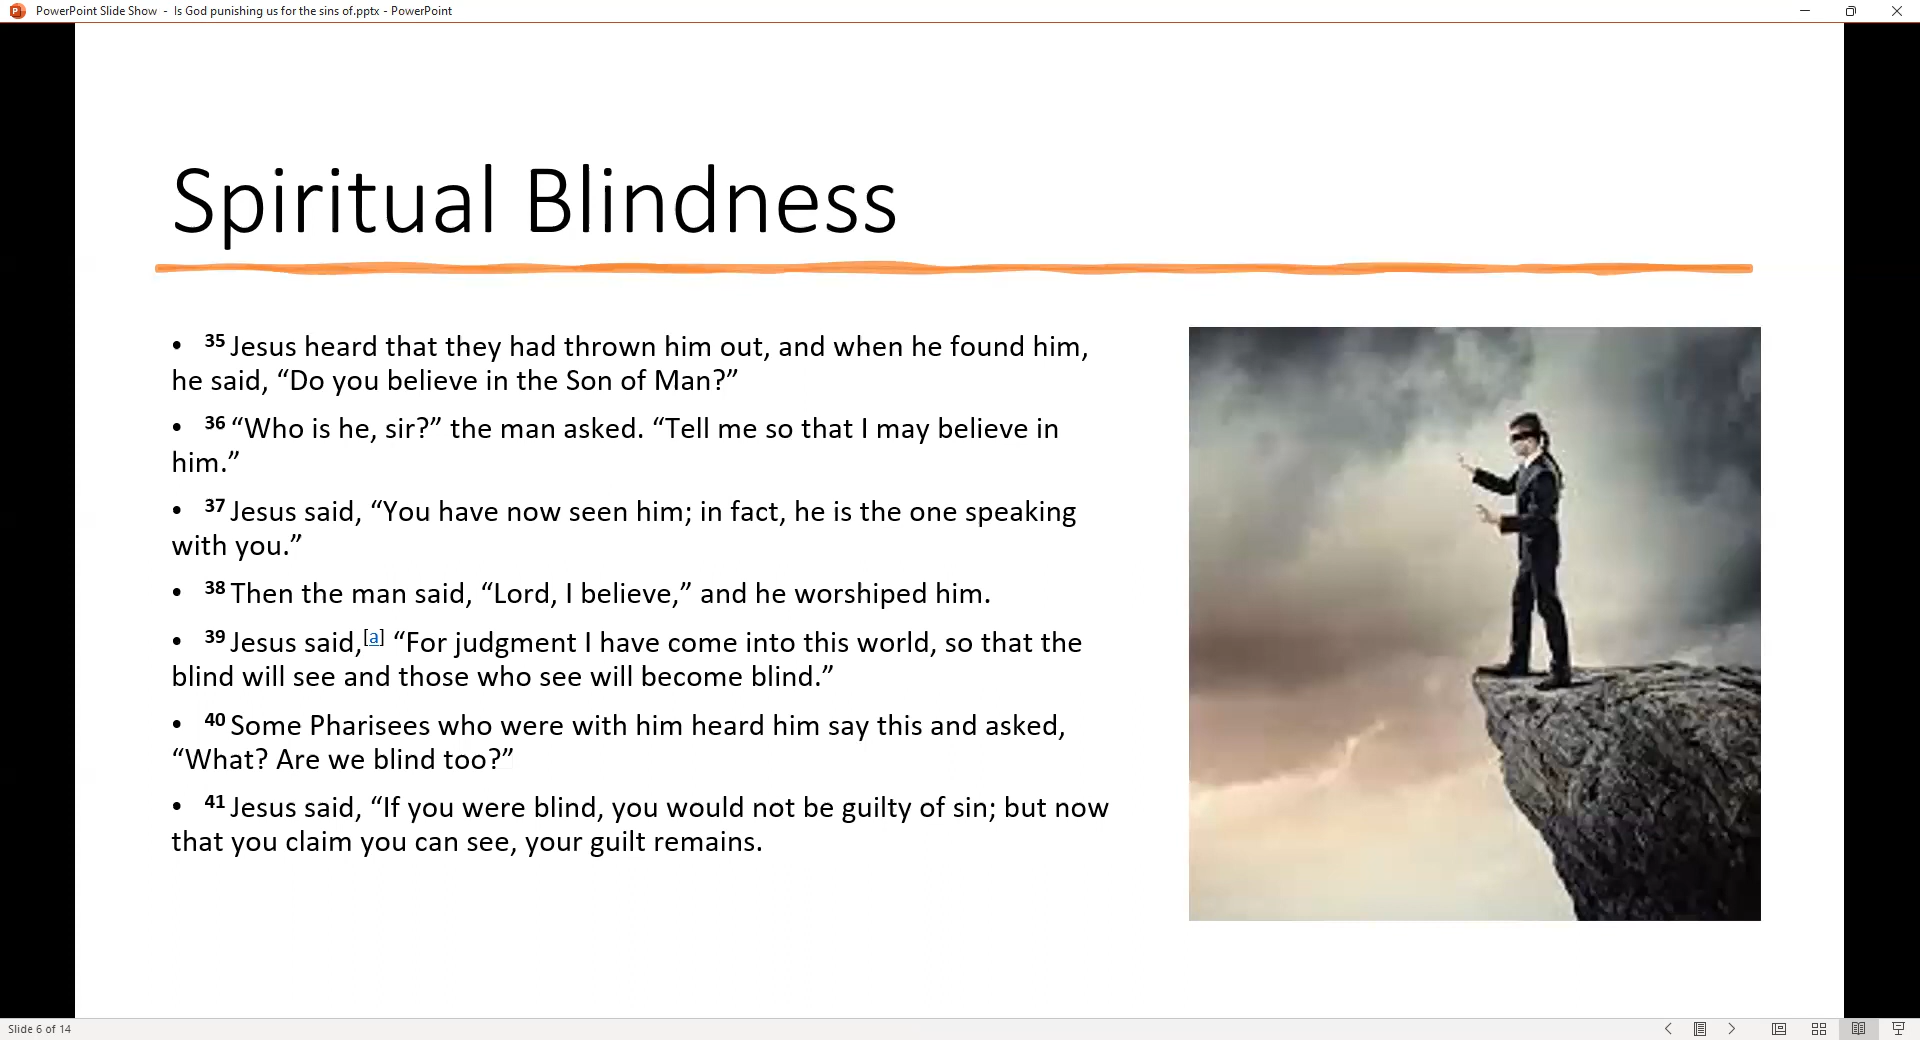 PowerPoint Slide Show - Is God punishing us for the sins of.pptx - PowerPoint
Spiritual Blindness
• 35 Jesus heard that they had thrown him out, and when he found him,
he said, “Do you believe in the Son of Man?”
• 36 “Who is he, sir?” the man asked. “Tell me so that I may believe in
him.”
• 37 Jesus said, “You have now seen him; in fact, he is the one speaking
with you.”
• 38 Then the man said, “Lord, I believe,” and he worshiped him.
• 39 Jesus said,[a] “For judgment I have come into this world, so that the
blind will see and those who see will become blind.”
• 40 Some Pharisees who were with him heard him say this and asked,
“What? Are we blind too?”
• 41 Jesus said, “If you were blind, you would not be guilty of sin; but now
that you claim you can see, your guilt remains.
Slide 6 of 14